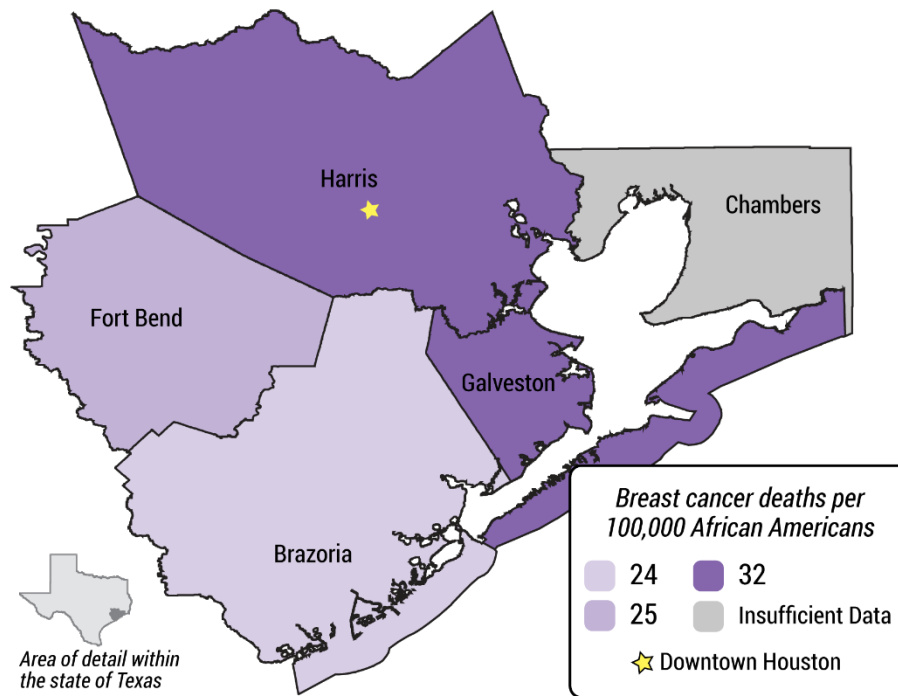 Harris
Chambers
Fort Bend
Galveston
Brazoria
Breast cancer deaths per
100,000 African Americans
24
32
25
Insufficient Data
Downtown Houston
Area of detail within
the state of Texas